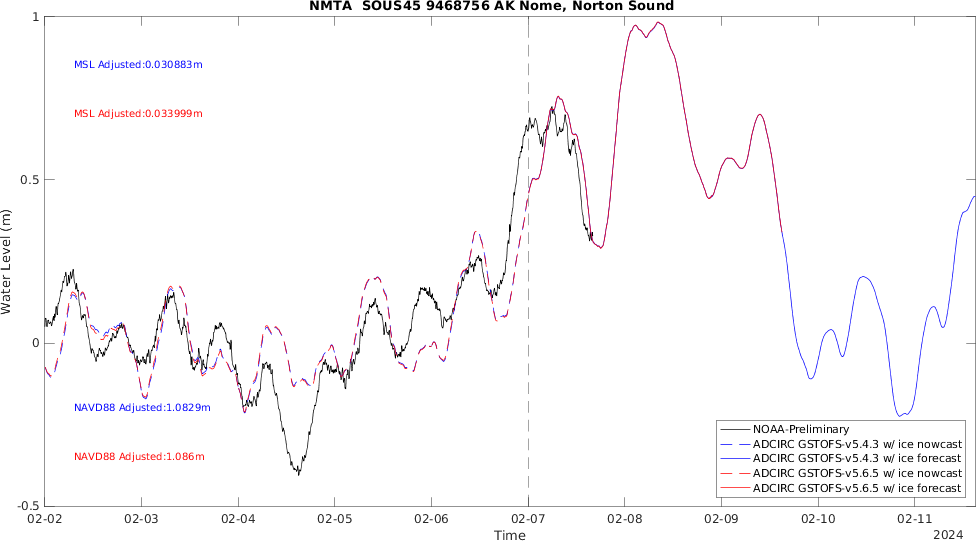 NMTA SOUS45 9468756 AK Nome, Norton Sound
1
MSL Adjusted:0.030883m
MSL Adjusted:0.033999m
0.5
Water Level (m)
0
NAVD88 Adjusted:1.0829m
NAVD88 Adjusted:1.086m
NOAA-Preliminary
ADCIRC GSTOFS-v5.4.3 w/ ice nowcast
ADCIRC GSTOFS-v5.4.3 w/ ice forecast
ADCIRC GSTOFS-v5.6.5 w/ ice nowcast
ADCIRC GSTOFS-v5.6.5 w/ ice forecast
-0.5
02-02 02-03 02-04 02-05 02-06 02-07 02-08 02-09 02-10 02-11
Time
2024